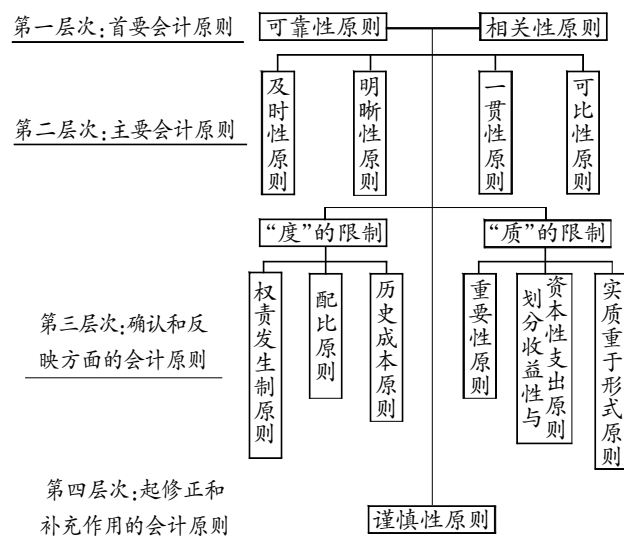 第一层次:首要会计原则
可靠性原则
相关性原则
第二层次:主要会计原则
及时性原则
明晰性原则
一贯性原则
可比性原则
“度”的限制
“质”的限制
第三层次:确认和反
映方面的会计原则
权责发生制原则
配比原则
历史成本原则
重要性原则
划分收益性与
资本性支出原则
实质重于形式原则
第四层次:起修正和
补充作用的会计原则
谨慎性原则